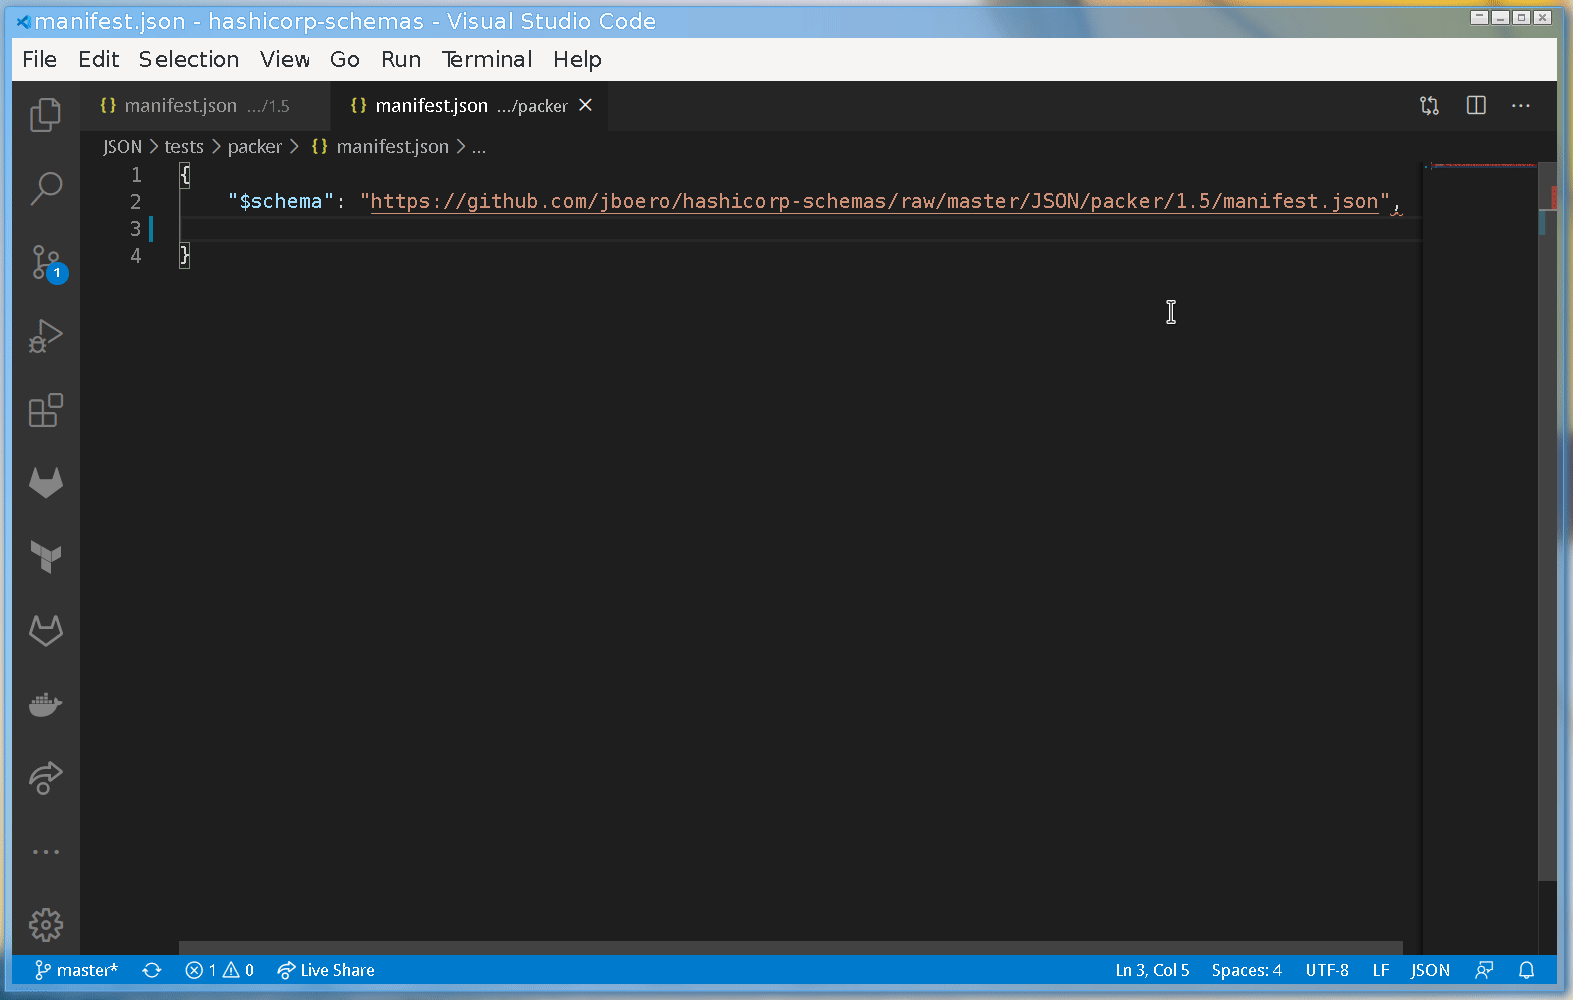 manifest.json - hashicorp-schemas - Visual Studio Code
File Edit Selection View Go Run Terminal Help
{} manifest.json .../1.5 {} manifest.json .../packer
JSON > tests > packer > {} manifest.json > ...
1 {
2 "$schema": "https://github.com/jboero/hashicorp-schemas/raw/master/JSON/packer/1.5/manifest.json",
3
4 }
1
master* 1 0 Live Share Ln 3, Col 5 Spaces: 4 UTF-8 LF JSON